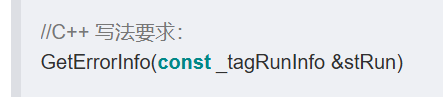 //C++ 写法要求：
GetErrorInfo(const _tagRunInfo &stRun)